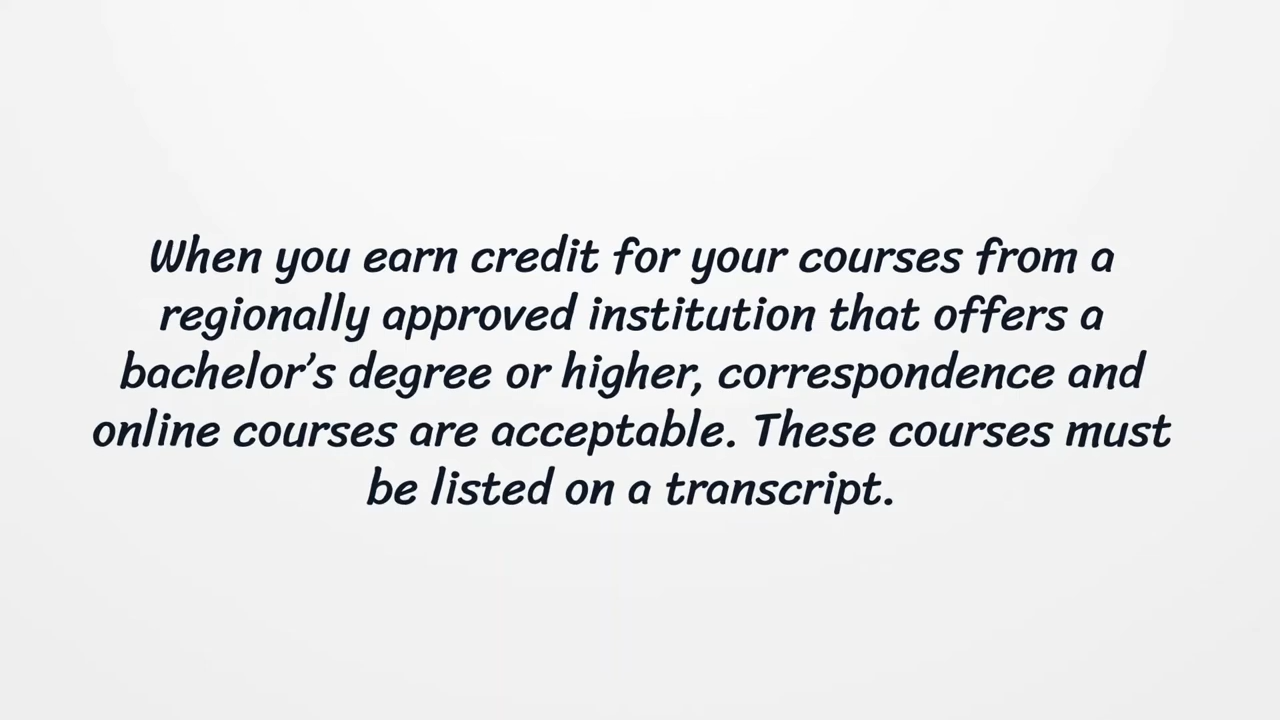 When you earn credit for your courses from a
regionally approved institution that offers a
bachelor’s degree or higher, correspondence and
online courses are acceptable. These courses must
be listed on a transcript.